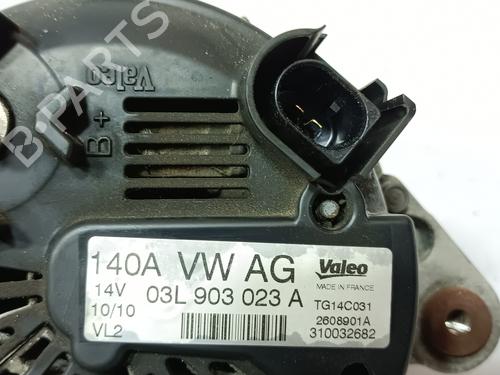 B-PARTS
Valeo
B+
140A VW AG
Valeo
MADE IN FRANCE
14V
03L 903 023 A
TG14C031
10/10
2608901A
VL2
310032682